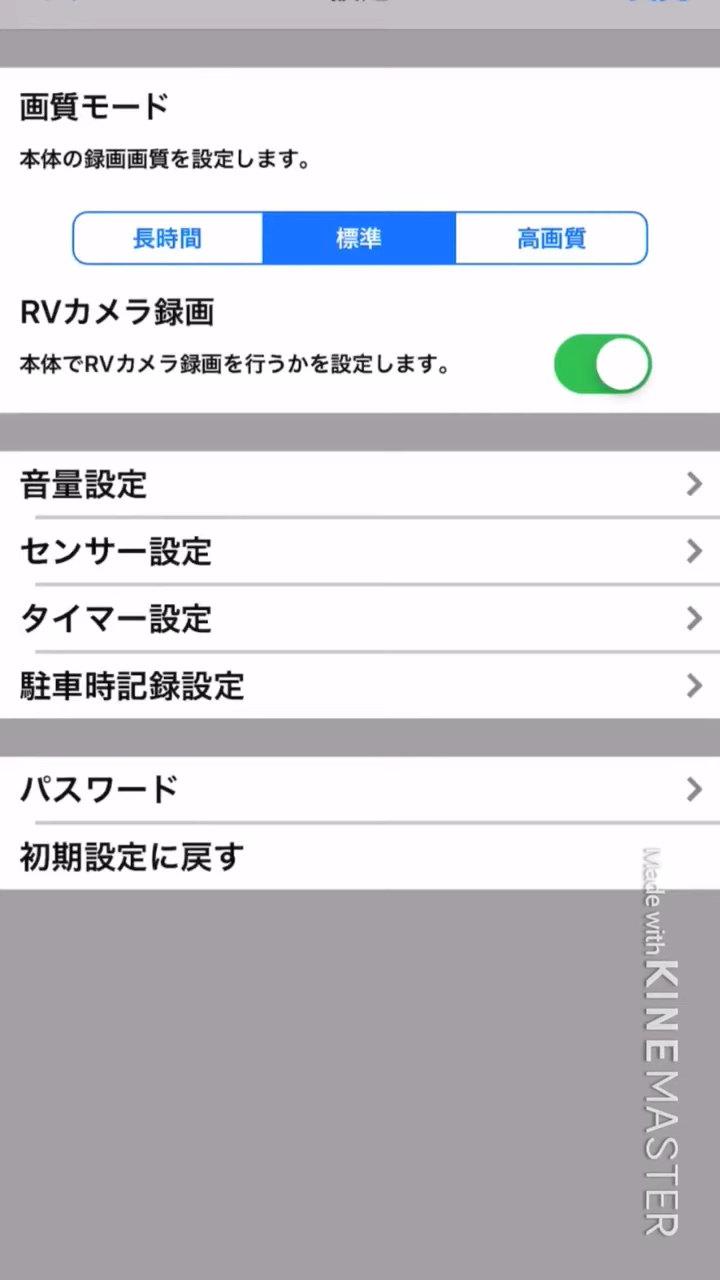 画質モード
本体の録画画質を設定します。
長時間 標準 高画質
RVカメラ録画
本体でRVカメラ録画を行うかを設定します。
音量設定
センサー設定
タイマー設定
駐車時記録設定
パスワード
初期設定に戻す
Made with KINEMASTER